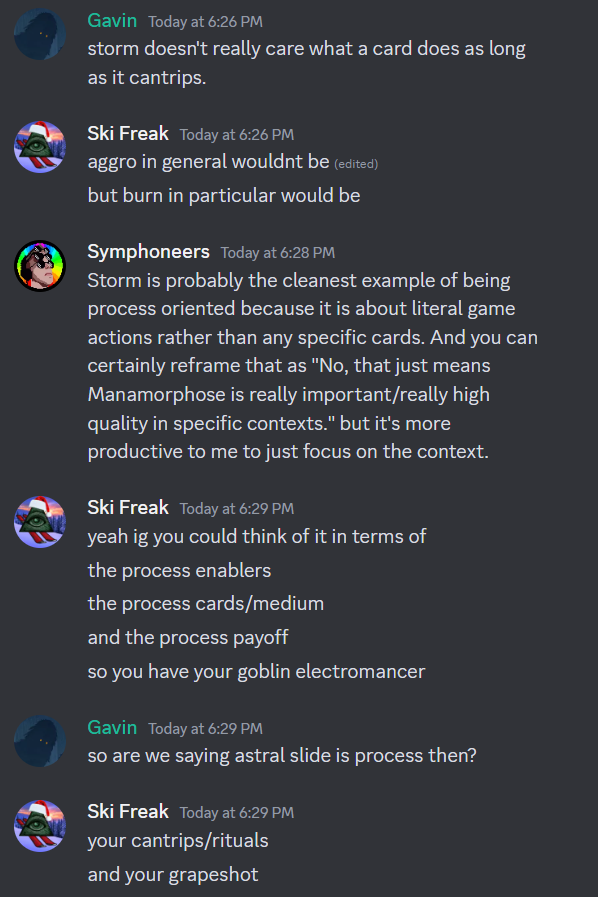 Gavin Today at 6:26 PM
storm doesn't really care what a card does as long
as it cantrips.
Ski Freak Today at 6:26 PM
aggro in general wouldnt be (edited)
but burn in particular would be
Symphoneers Today at 6:28 PM
Storm is probably the cleanest example of being
process oriented because it is about literal game
actions rather than any specific cards. And you can
certainly reframe that as "No, that just means
Manamorphose is really important/really high
quality in specific contexts." but it's more
productive to me to just focus on the context.
Ski Freak Today at 6:29 PM
yeah ig you could think of it in terms of
the process enablers
the process cards/medium
and the process payoff
so you have your goblin electromancer
Gavin Today at 6:29 PM
so are we saying astral slide is process then?
Ski Freak Today at 6:29 PM
your cantrips/rituals
and your grapeshot